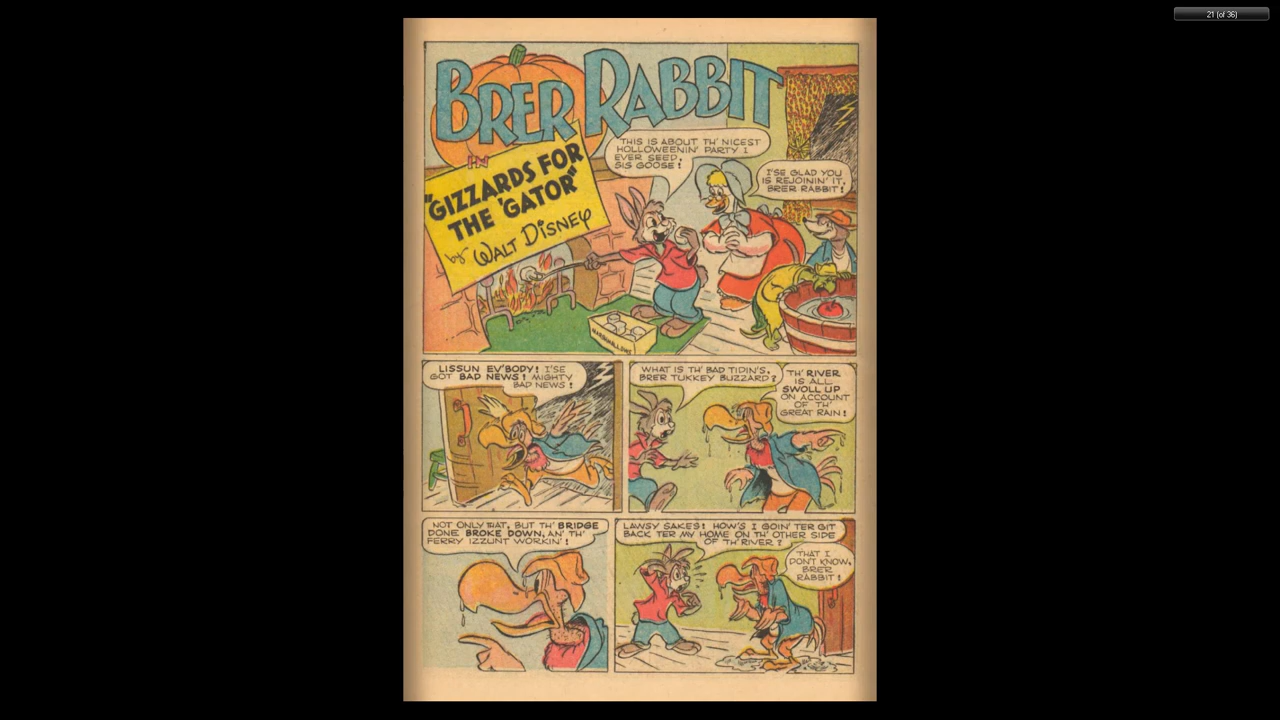 21 (of 36)
BRER RABBIT
IN
"GIZZARDS FOR
THE 'GATOR"
by WALT DISNEY
THIS IS ABOUT TH' NICEST
HOLLOWEENIN' PARTY I
EVER SEED,
SIS GOOSE!
I'SE GLAD YOU
IS REJOININ' IT,
BRER RABBIT!
MARSHMALLOWS
LISSUN EV'BODY! I'SE
GOT BAD NEWS! MIGHTY
BAD NEWS!
WHAT IS TH' BAD TIDIN'S,
BRER TUKKEY BUZZARD?
TH' RIVER
IS ALL
SWOLL UP
ON ACCOUNT
OF TH'
GREAT RAIN!
NOT ONLY THAT, BUT TH' BRIDGE
DONE BROKE DOWN, AN' TH'
FERRY IZZUNT WORKIN'!
LAWSY SAKES! HOW'S I GOIN' TER GIT
BACK TER MY HOME ON TH' OTHER SIDE
OF TH' RIVER?
THAT I
DON'T KNOW,
BRER
RABBIT!